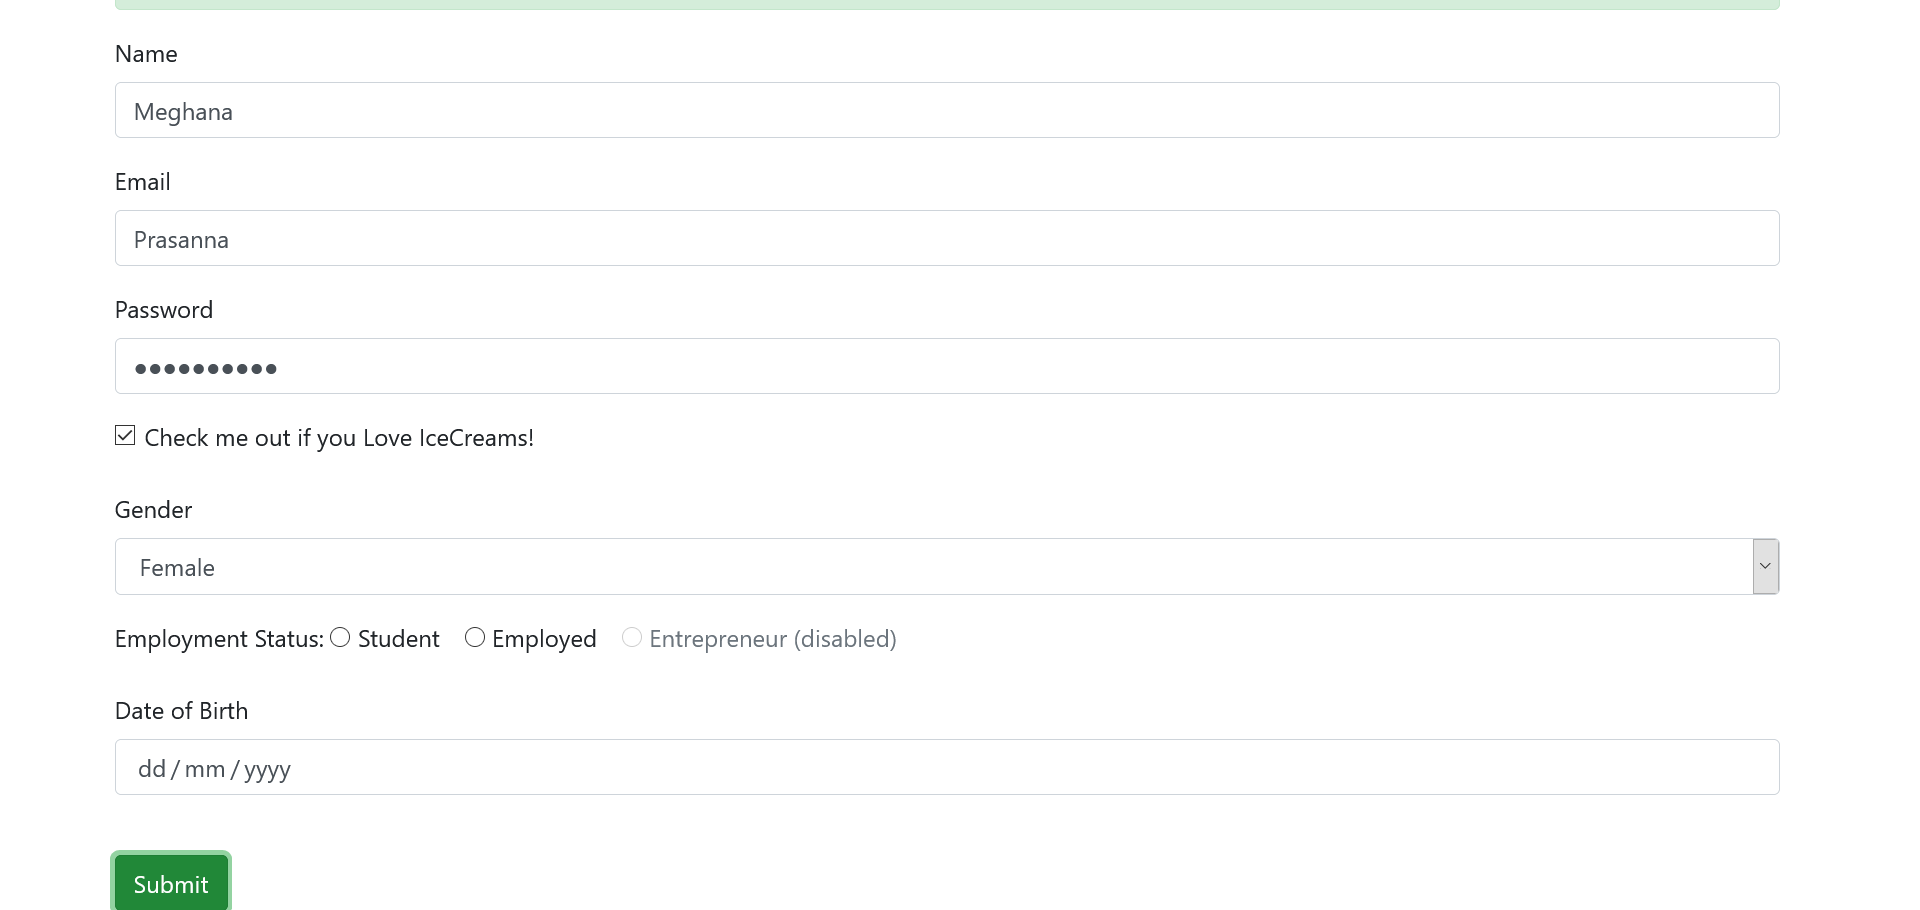 Name
Meghana
Email
Prasanna
Password
●●●●●●●●●●
Check me out if you Love IceCreams!
Gender
Female
Employment Status: Student Employed Entrepreneur (disabled)
Date of Birth
dd / mm / yyyy
Submit